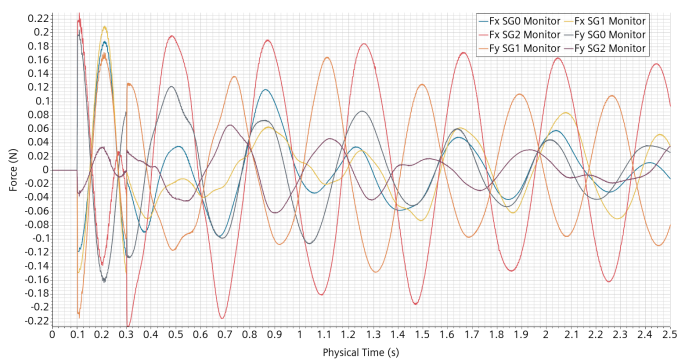 Fx SG0 Monitor
Fx SG1 Monitor
Fx SG2 Monitor
Fy SG0 Monitor
Fy SG1 Monitor
Fy SG2 Monitor
0.22
0.2
0.18
0.16
0.14
0.12
0.1
0.08
0.06
0.04
0.02
0
-0.02
-0.04
-0.06
-0.08
-0.1
-0.12
-0.14
-0.16
-0.18
-0.2
-0.22
Force (N)
0 0.1 0.2 0.3 0.4 0.5 0.6 0.7 0.8 0.9 1 1.1 1.2 1.3 1.4 1.5 1.6 1.7 1.8 1.9 2 2.1 2.2 2.3 2.4 2.5
Physical Time (s)